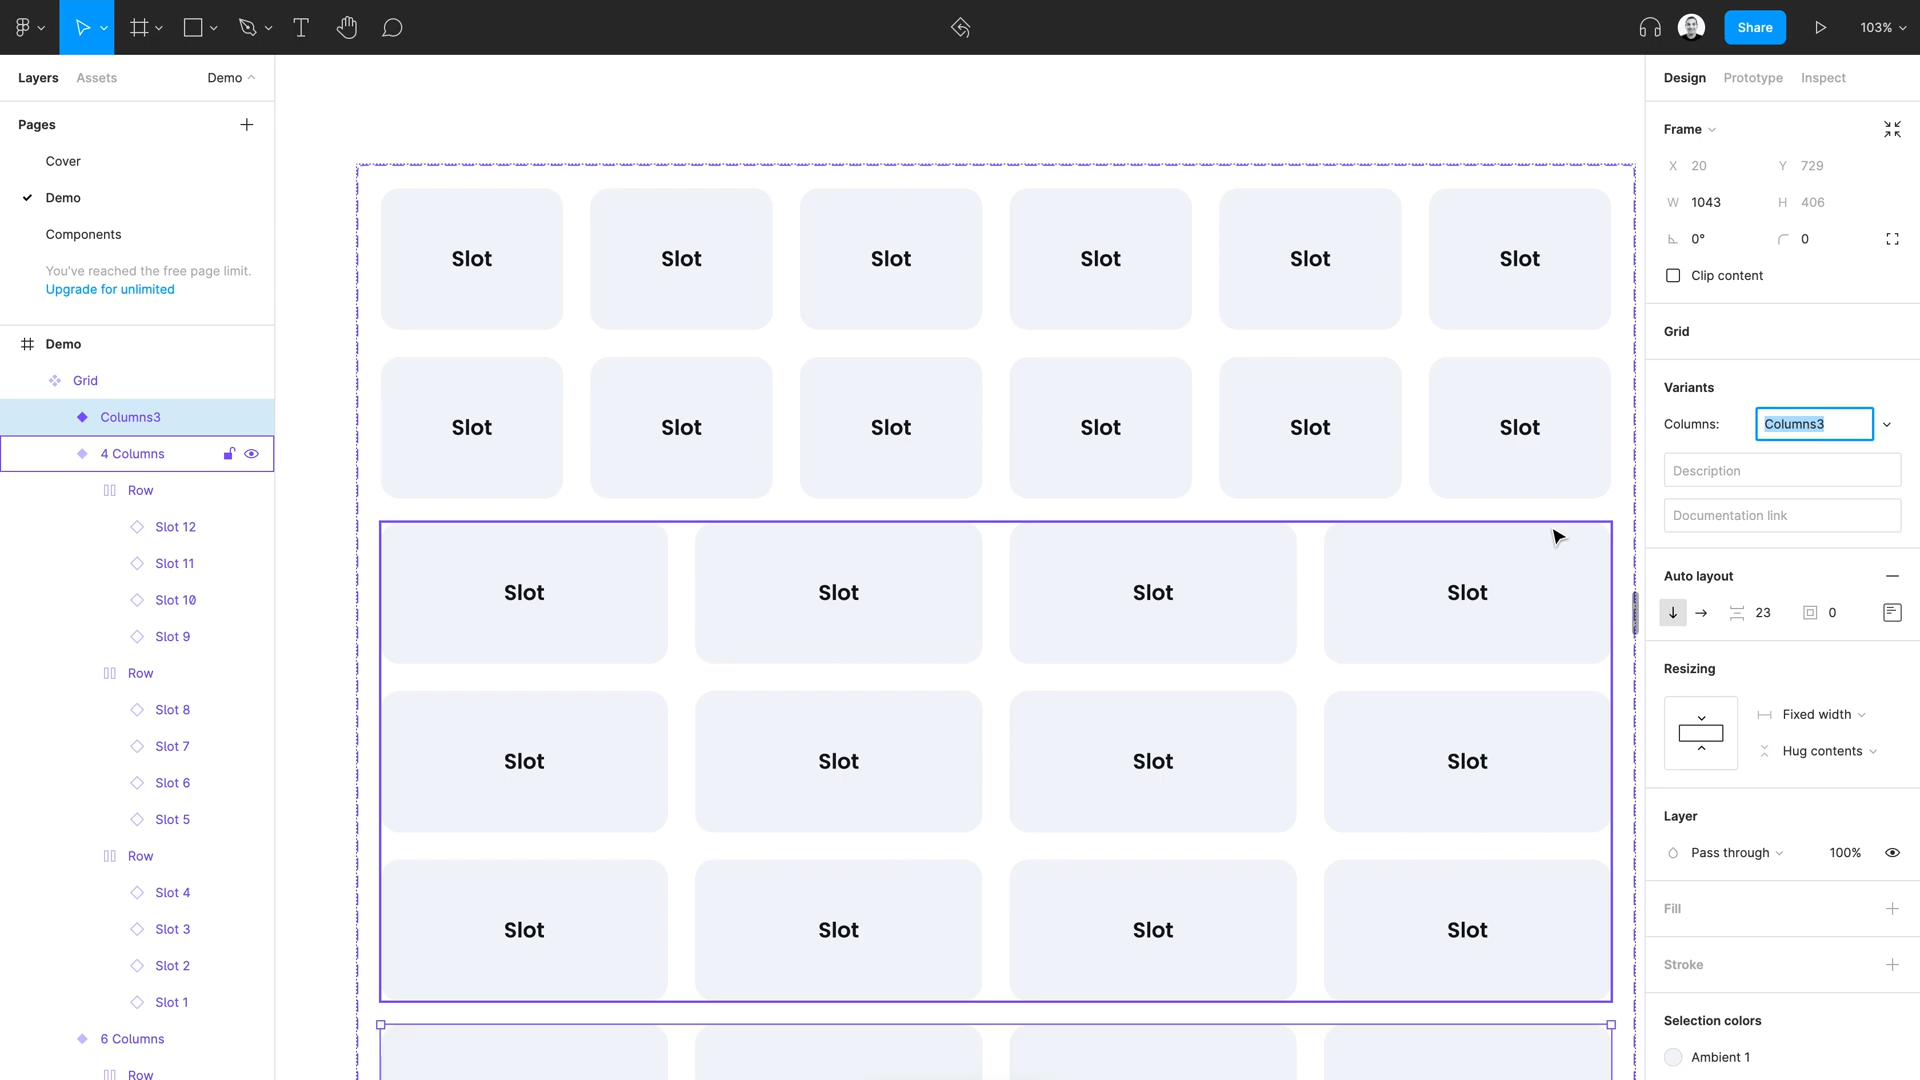 Share
103%
Layers
Assets
Demo
Pages
Cover
Demo
Components
You've reached the free page limit.
Upgrade for unlimited
Demo
Grid
Columns3
4 Columns
Row
Slot 12
Slot 11
Slot 10
Slot 9
Row
Slot 8
Slot 7
Slot 6
Slot 5
Row
Slot 4
Slot 3
Slot 2
Slot 1
6 Columns
Row
Slot Slot Slot Slot Slot Slot
Slot Slot Slot Slot Slot Slot
Slot Slot Slot Slot
Slot Slot Slot Slot
Slot Slot Slot Slot
Design Prototype Inspect
Frame
X 20 Y 729
W 1043 H 406
0° 0
Clip content
Grid
Variants
Columns: Columns3
Description
Documentation link
Auto layout
23 0
Resizing
Fixed width
Hug contents
Layer
Pass through 100%
Fill
Stroke
Selection colors
Ambient 1